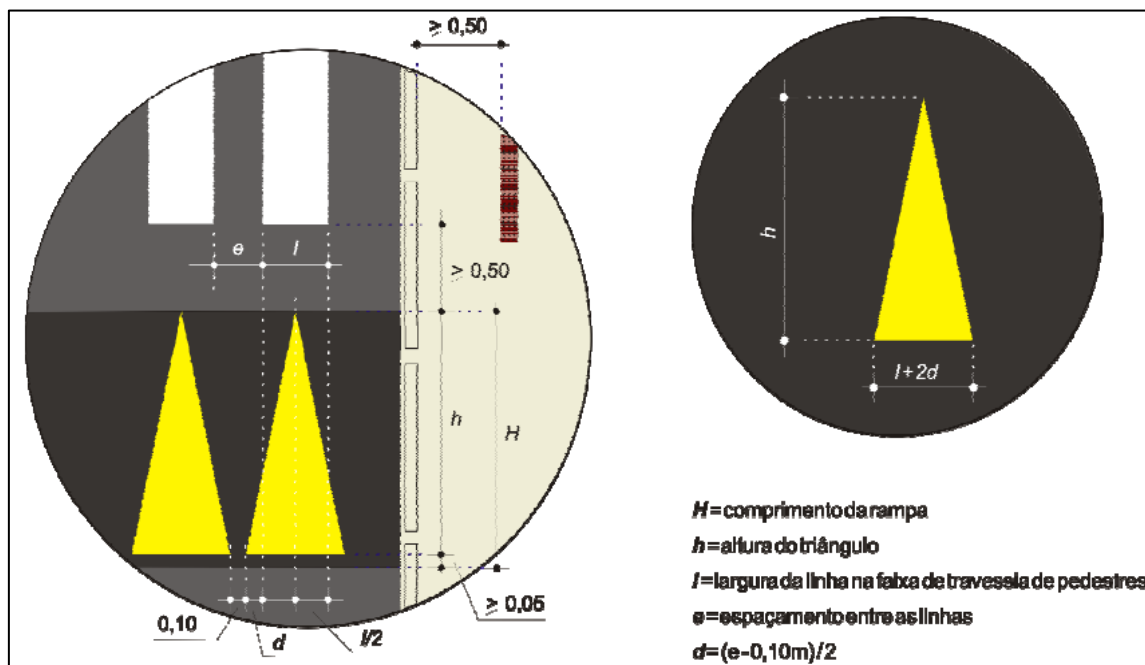 ≥ 0,50
e
l
≥ 0,50
h
H
0,10
d
l/2
≥ 0,05
h
l+2d
H=comprimento da rampa
h=altura do triângulo
l=largura da linha na faixa de travessia de pedestres
e=espaçamento entre as linhas
d=(e-0,10m)/2